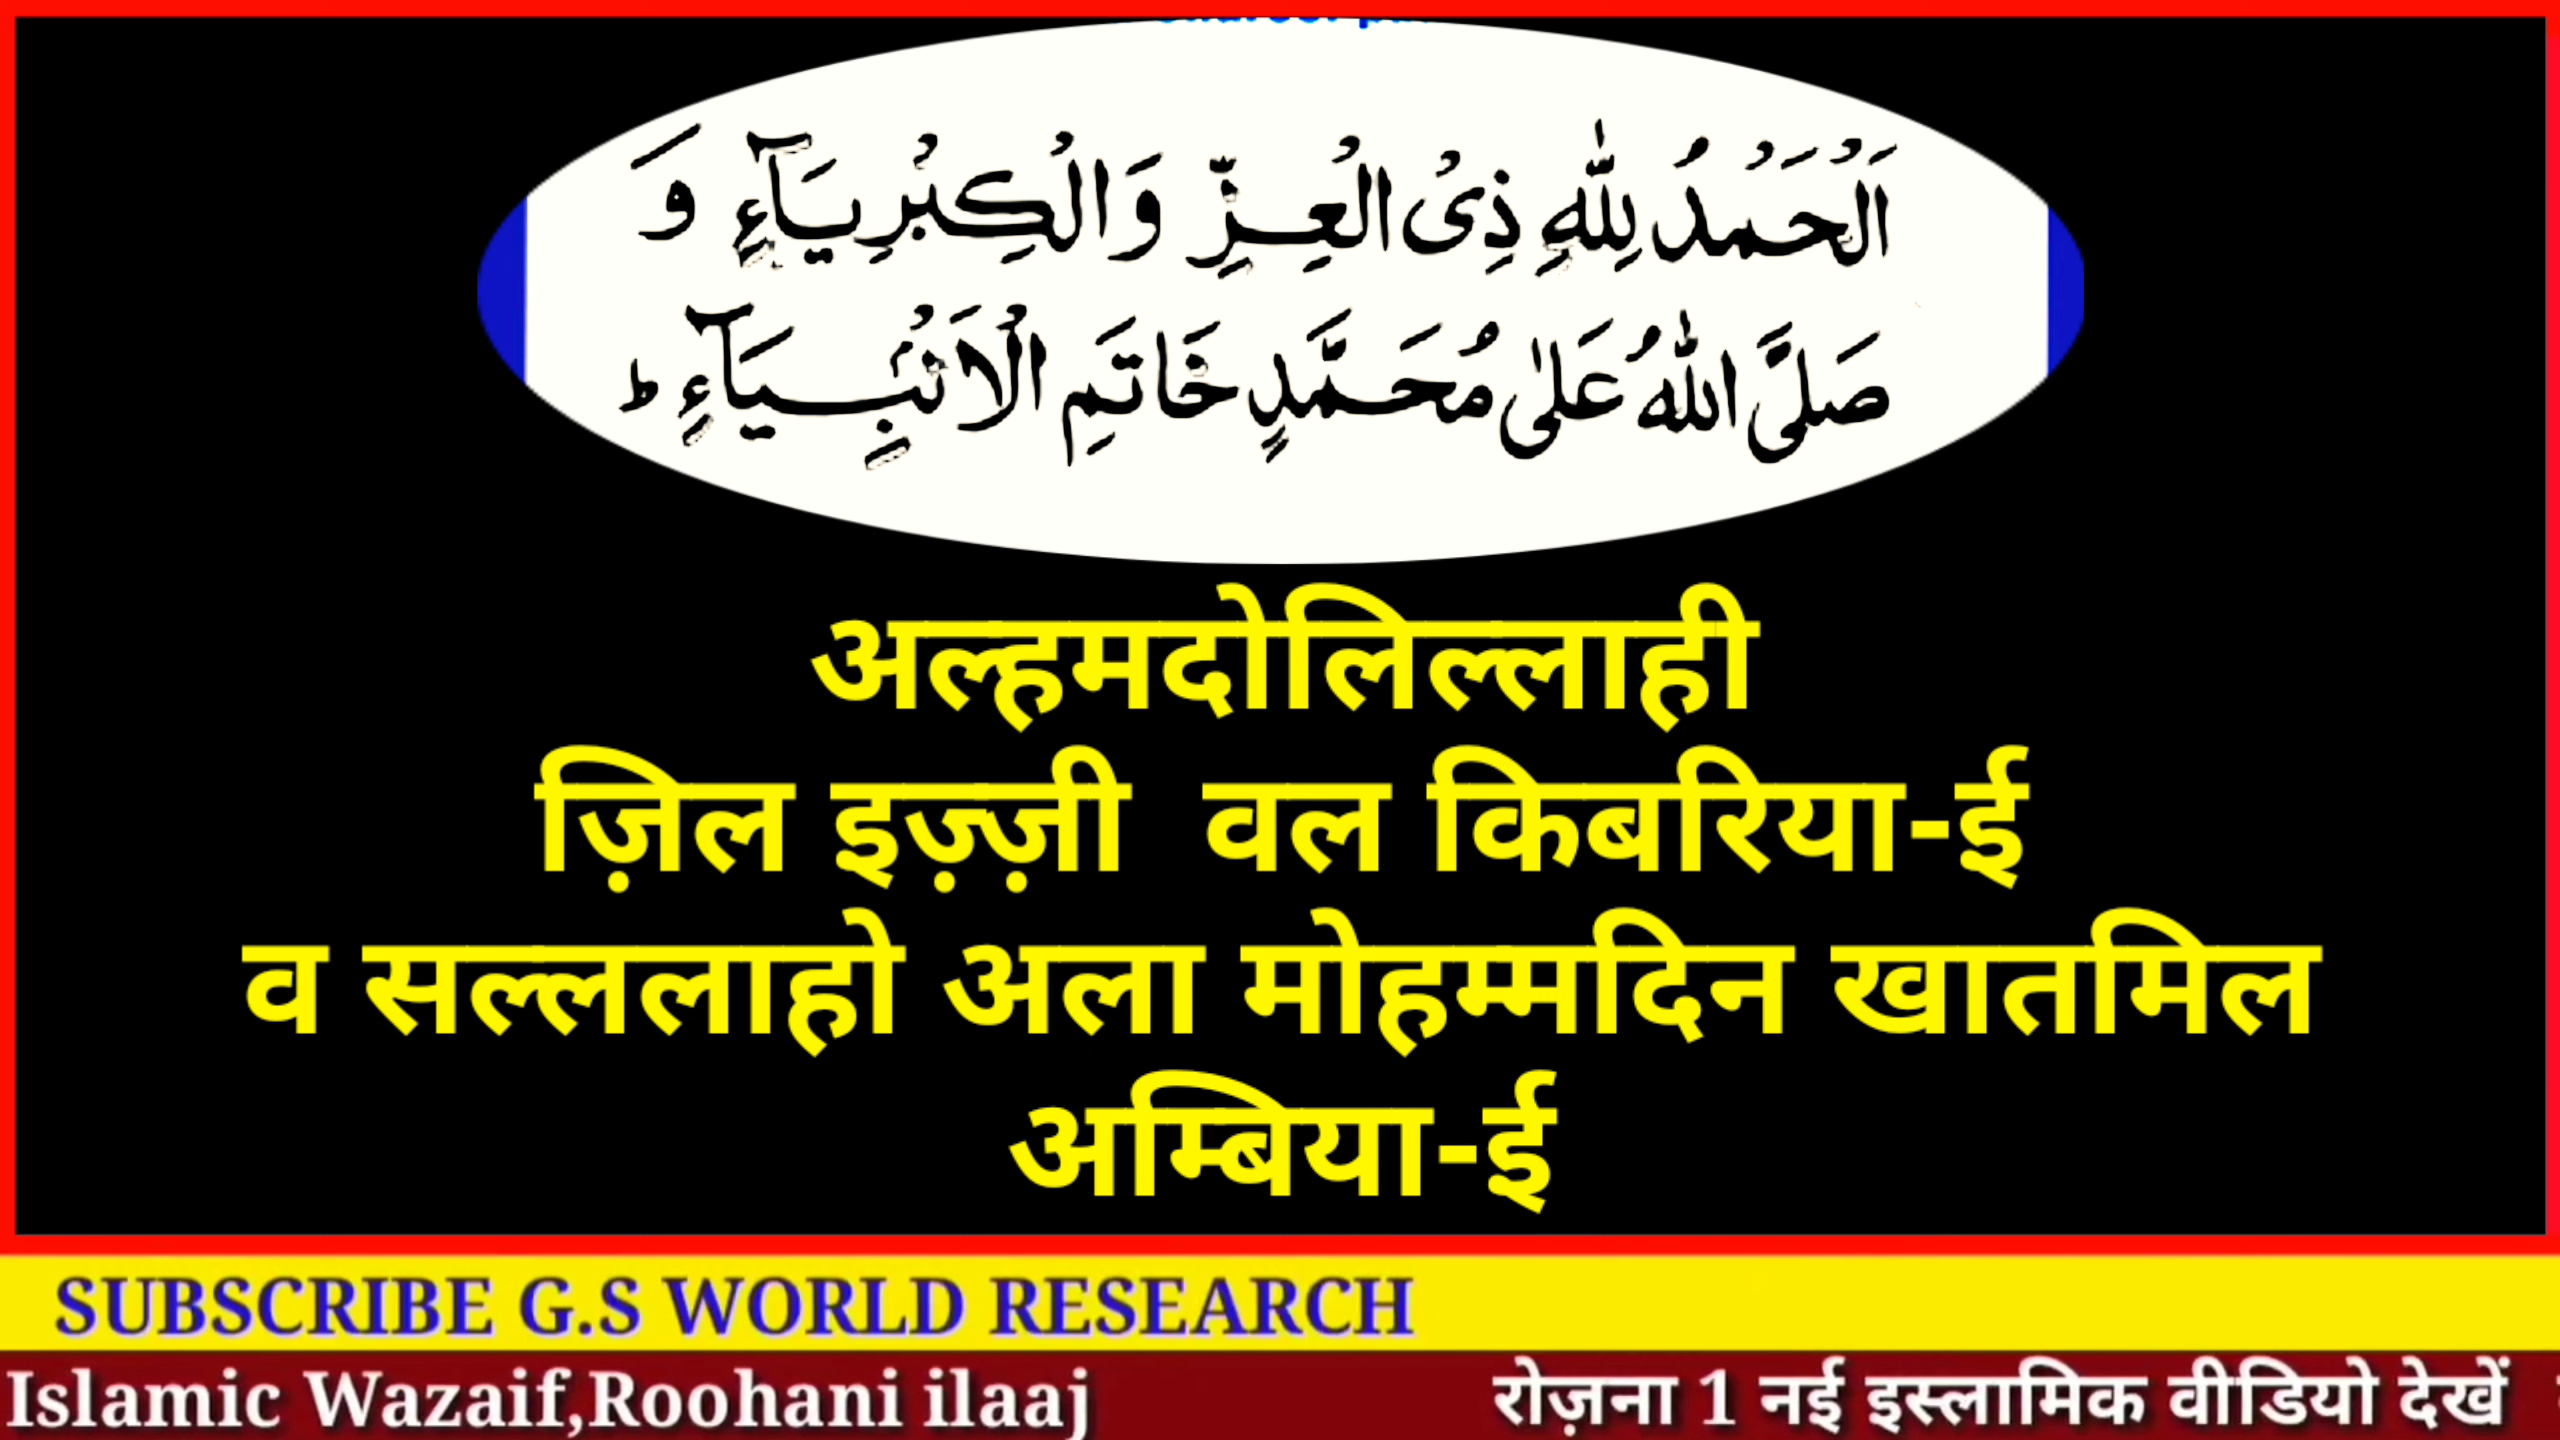 اَلْحَمْدُ لِلّٰهِ ذِی الْعِزِّ وَالْكِبْرِيَآءِ وَ
صَلَّی اللّٰهُ عَلٰی مُحَمَّدٍ خَاتَمِ الْاَنْۢبِيَآءِ ط
अल्हमदोलिल्लाही
ज़िल इज़्ज़ी वल किबरिया-ई
व सल्ललाहो अला मोहम्मदिन खातमिल
अम्बिया-ई
SUBSCRIBE G.S WORLD RESEARCH
Islamic Wazaif,Roohani ilaaj रोज़ना 1 नई इस्लामिक वीडियो देखें